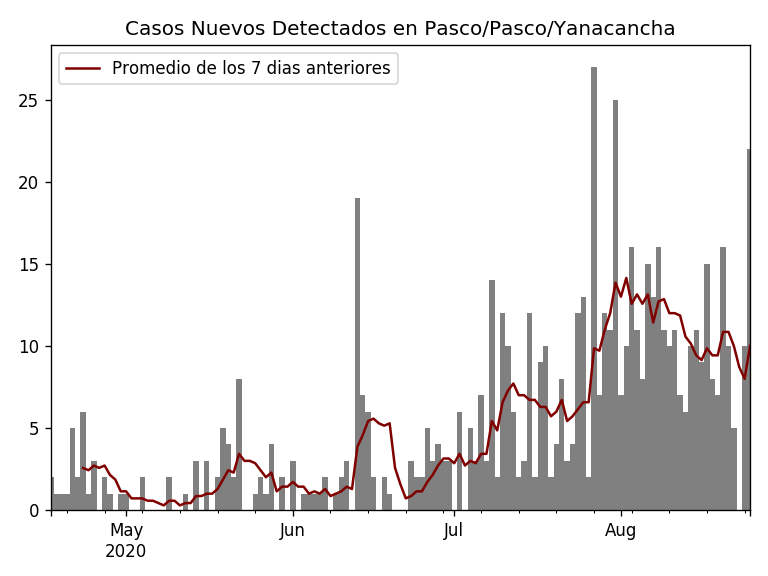 Casos Nuevos Detectados en Pasco/Pasco/Yanacancha
Promedio de los 7 dias anteriores
25
20
15
10
5
0
May Jun Jul Aug
2020